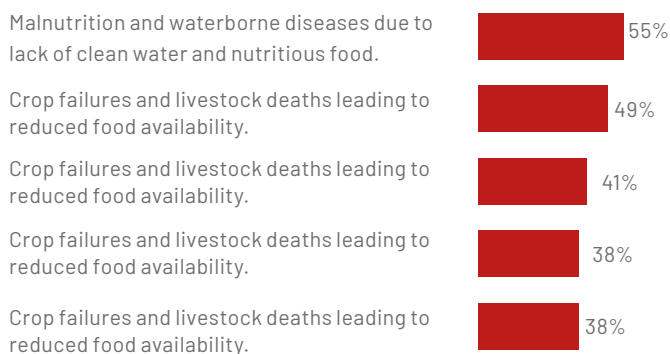 Malnutrition and waterborne diseases due to
lack of clean water and nutritious food.
55%
Crop failures and livestock deaths leading to
reduced food availability.
49%
Crop failures and livestock deaths leading to
reduced food availability.
41%
Crop failures and livestock deaths leading to
reduced food availability.
38%
Crop failures and livestock deaths leading to
reduced food availability.
38%